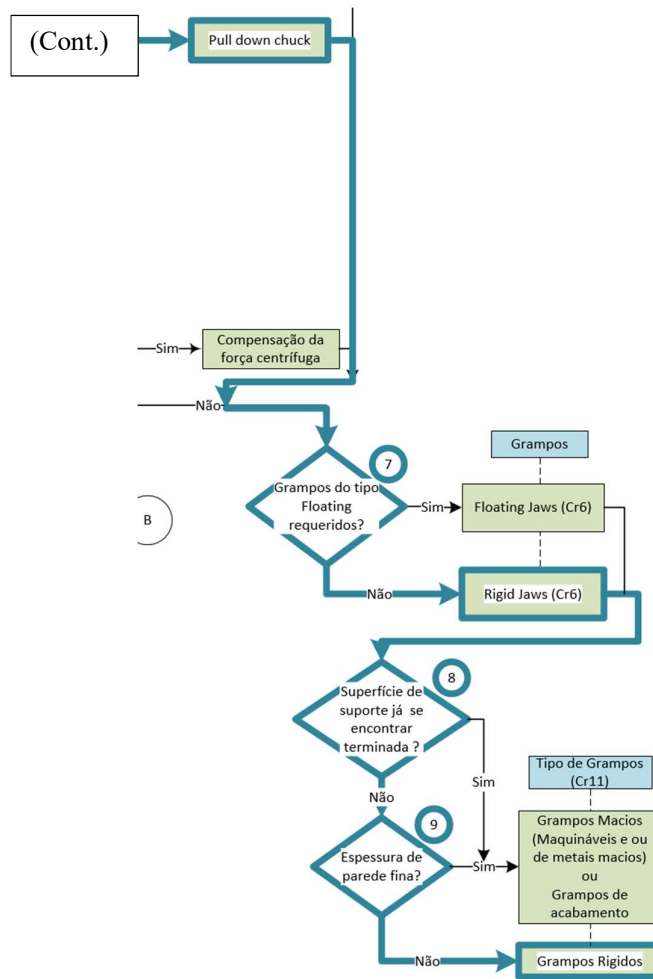 (Cont.)
Pull down chuck
Sim
Compensação da
força centrífuga
Não
7
Grampos
Grampos do tipo
Floating
requeridos?
Sim
Floating Jaws (Cr6)
B
Não
Rigid Jaws (Cr6)
8
Superfície de
suporte já se
encontrar
terminada ?
Sim
Tipo de Grampos
(Cr11)
Não
9
Espessura de
parede fina?
Sim
Grampos Macios
(Maquináveis e ou
de metais macios)
ou
Grampos de
acabamento
Não
Grampos Rigidos